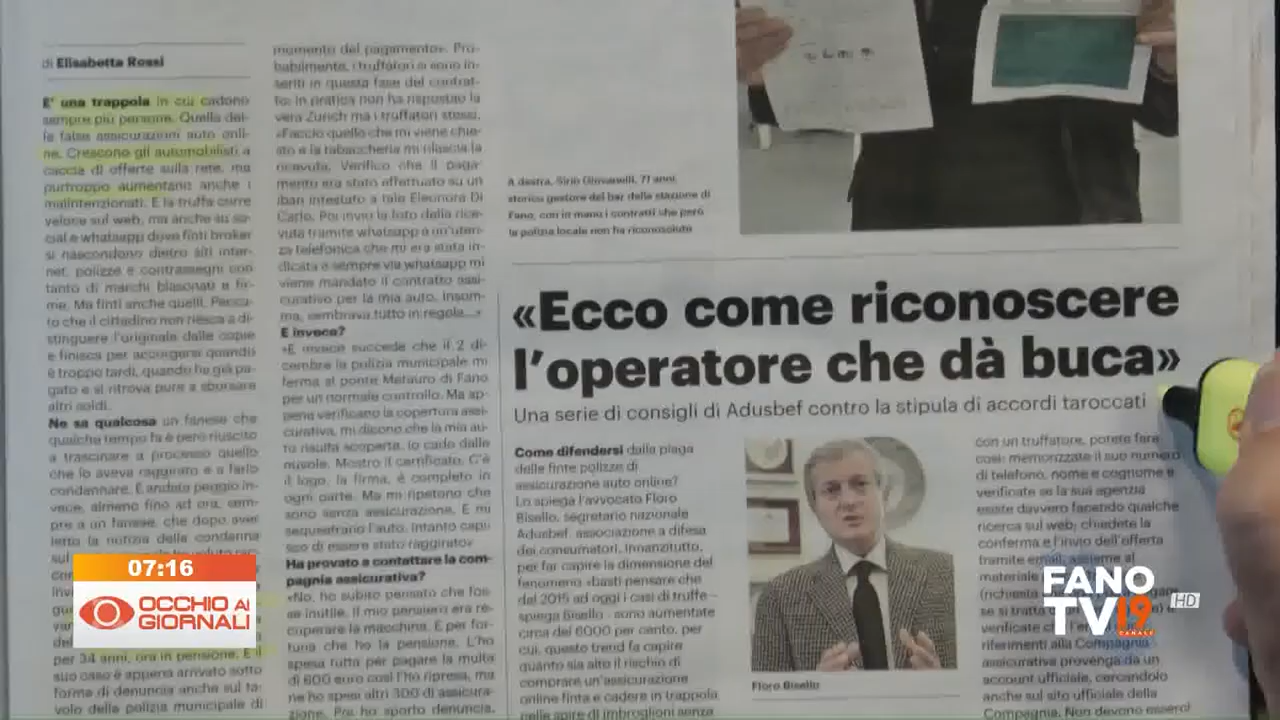 di Elisabetta Rossi
E' una trappola in cui cadono
sempre più persone. Quella del-
le false assicurazioni auto onli-
ne. Crescono gli automobilisti a
caccia di offerte sulla rete, ma
purtroppo aumentano anche i
malintenzionati. E la truffa corre
veloce sul web, ma anche su so-
cial e whatsapp dove finti broker
si nascondono dietro siti inter-
net, polizze e contrassegni con
tanto di marchi blasonati e fir-
me. Ma finti anche quelli. Pecca-
to che il cittadino non riesca a di-
stinguere l'originale dalle copie
e finisca per accorgersi quando
è troppo tardi, quando ha già pa-
gato e si ritrova pure a sborsare
altri soldi.
Ne sa qualcosa un fanese che
qualche tempo fa è però riuscito
a trascinare a processo quello
che lo aveva raggirato e a farlo
condannare. È andata peggio in-
vece, almeno fino ad ora, sem-
pre a un fanese, che dopo aver
letto la notizia della condanna
sul
per 34 anni, ora in pensione. E il
suo caso è appena arrivato sotto
forma di denuncia anche sul ta-
volo della polizia municipale di
momento del pagamento». Pro-
babilmente, i truffatori si sono in-
seriti in questa fase del contrat-
to: in pratica non ha risposto la
vera Zurich ma i truffatori stessi.
«Faccio quello che mi viene chie-
sto e la tabaccheria mi rilascia la
ricevuta. Verifico che il paga-
mento era stato effettuato su un
iban intestato a tale Eleonora Di
Carlo. Poi invio la foto della rice-
vuta tramite whatsapp a un'uten-
za telefonica che mi era stata in-
dicata e sempre via whatsapp mi
viene mandato il contratto assi-
curativo per la mia auto. Insom-
ma, sembrava tutto in regola...»
E invece?
«E invece succede che il 2 di-
cembre la polizia municipale mi
ferma al ponte Metauro di Fano
per un normale controllo. Ma ap-
pena verificano la copertura assi-
curativa, mi dicono che la mia au-
to risulta scoperta. Io cado dalle
nuvole. Mostro il certificato. C'è
il logo, la firma, è completo in
ogni parte. Ma mi ripetono che
sono senza assicurazione. E mi
sequestrano l'auto. Intanto capi-
sco di essere stato raggirato»
Ha provato a contattare la com-
pagnia assicurativa?
«No, ho subito pensato che fos-
se inutile. Il mio pensiero era re-
cuperare la macchina. E per for-
tuna che ho la pensione. L'ho
spesa tutta per pagare la multa
di 600 euro così l'ho ripresa, ma
ne ho spesi altri 300 di assicura-
zione. Poi ho sporto denuncia.
A destra, Sirio Giovanelli, 71 anni,
storico gestore del bar della stazione di
Fano, con in mano i contratti che però
la polizia locale non ha riconosciuto
«Ecco come riconoscere
l'operatore che dà buca»
Una serie di consigli di Adusbef contro la stipula di accordi taroccati
Come difendersi dalla piaga
delle finte polizze di
assicurazione auto online?
Lo spiega l'avvocato Floro
Bisello, segretario nazionale
Adusbef, associazione a difesa
dei consumatori. Innanzitutto,
per far capire la dimensione del
fenomeno «basti pensare che
dal 2015 ad oggi i casi di truffe –
spiega Bisello - sono aumentate
circa del 6000 per cento, per
cui, questo trend fa capire
quanto sia alto il rischio di
comprare un'assicurazione
online finta e cadere in trappola
nelle spire di imbroglioni senza
Floro Bisello
con un truffatore, potete fare
così: memorizzate il suo numero
di telefono, nome e cognome e
verificate se la sua agenzia
esiste davvero facendo qualche
ricerca sul web; chiedete la
conferma e l'invio dell'offerta
tramite email, assieme al
materiale
(richiesta
se si tratta
verificate
riferimenti alla Compagnia
assicurativa provenga da un
account ufficiale, cercandolo
anche sul sito ufficiale della
Compagnia. Non devono esserci
07:16
OCCHIO AI
GIORNALI
FANO
TV 19 HD
CANALE